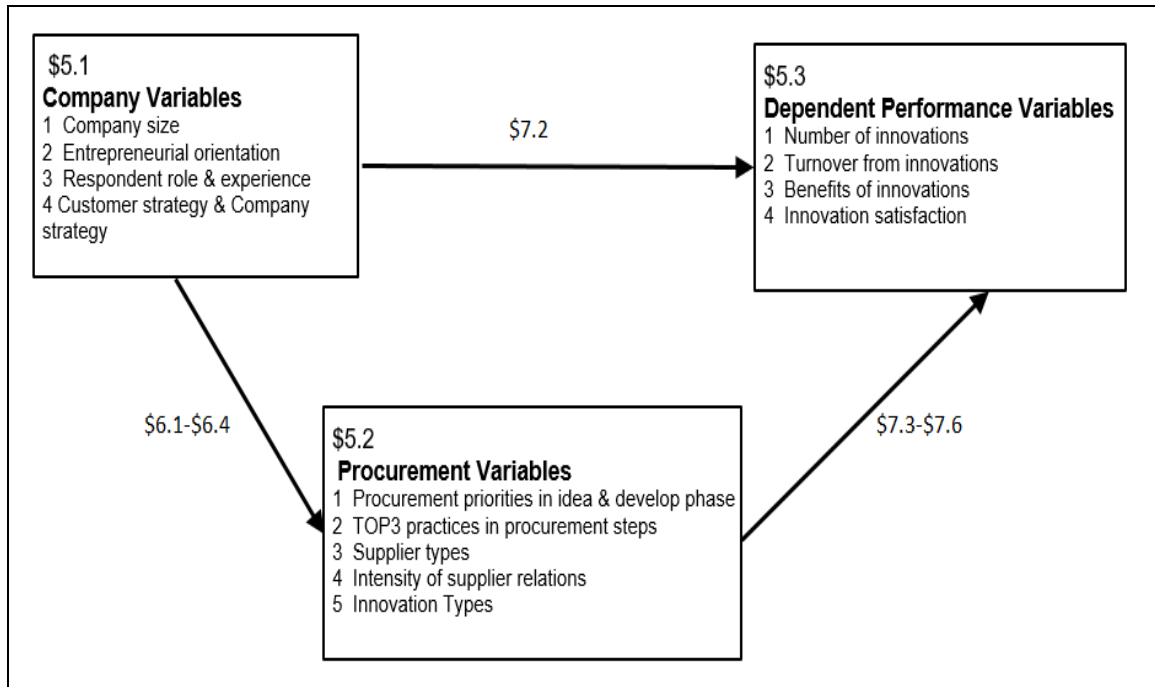 $5.1
Company Variables
1 Company size
2 Entrepreneurial orientation
3 Respondent role & experience
4 Customer strategy & Company
strategy
$7.2
$5.3
Dependent Performance Variables
1 Number of innovations
2 Turnover from innovations
3 Benefits of innovations
4 Innovation satisfaction
$6.1-$6.4
$5.2
Procurement Variables
1 Procurement priorities in idea & develop phase
2 TOP3 practices in procurement steps
3 Supplier types
4 Intensity of supplier relations
5 Innovation Types
$7.3-$7.6